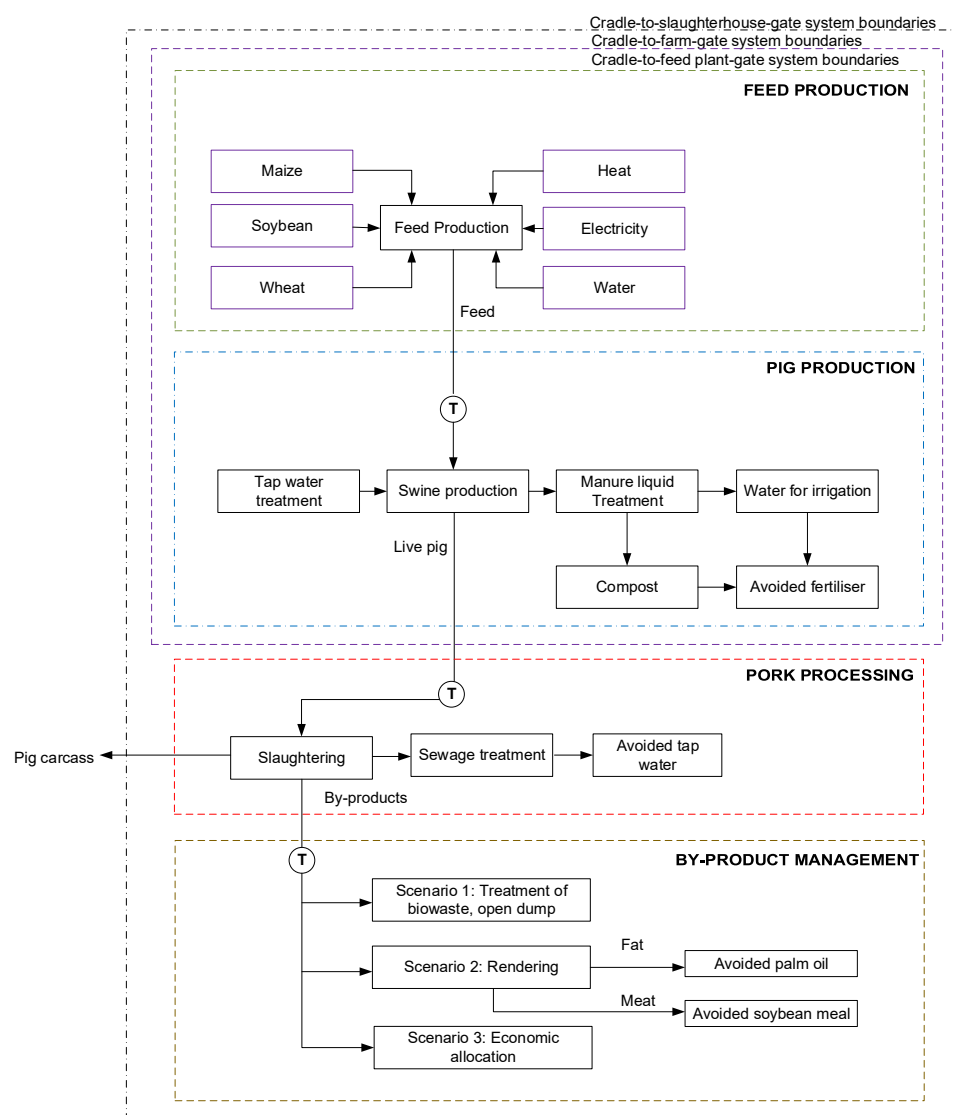 Cradle-to-slaughterhouse-gate system boundaries
Cradle-to-farm-gate system boundaries
Cradle-to-feed plant-gate system boundaries
FEED PRODUCTION
Maize
Heat
Soybean
Feed Production
Electricity
Wheat
Water
Feed
PIG PRODUCTION
T
Tap water
treatment
Swine production
Manure liquid
Treatment
Water for irrigation
Live pig
Compost
Avoided fertiliser
PORK PROCESSING
T
Pig carcass
Slaughtering
Sewage treatment
Avoided tap
water
By-products
BY-PRODUCT MANAGEMENT
T
Scenario 1: Treatment of
biowaste, open dump
Fat
Scenario 2: Rendering
Avoided palm oil
Meat
Avoided soybean meal
Scenario 3: Economic
allocation